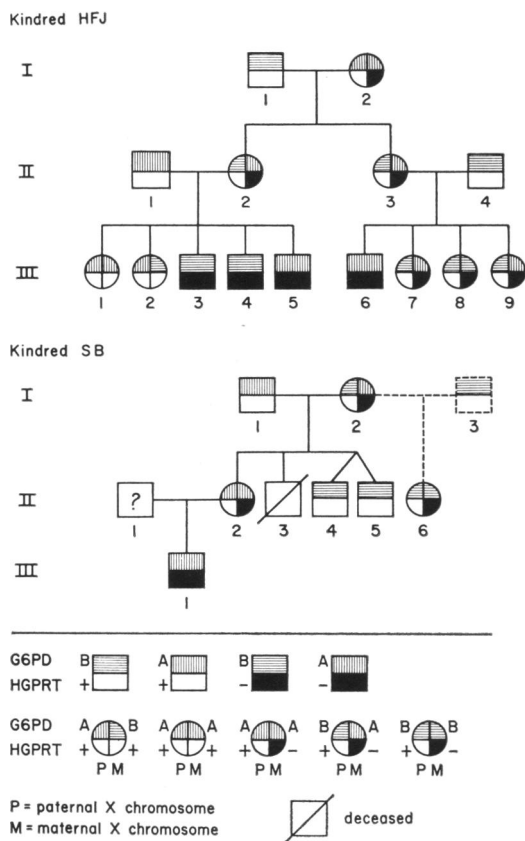 Kindred HFJ
I
1 2
II
1 2 3 4
III
1 2 3 4 5 6 7 8 9
Kindred SB
I
1 2 3
II
?
1 2 3 4 5 6
III
1
G6PD B A B A
HGPRT + + - -
G6PD A B A A A A B A B B
HGPRT + + + + + - + - + -
P M P M P M P M P M
P = paternal X chromosome
M = maternal X chromosome
deceased